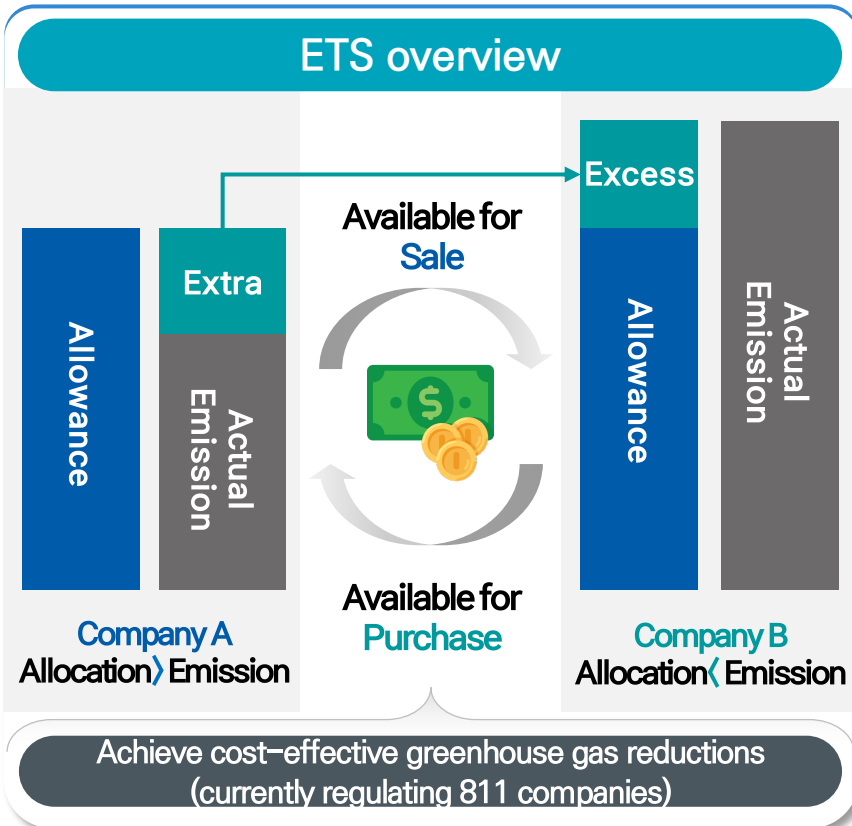 ETS overview
Allowance
Extra
Actual
Emission
Company A
Allocation〉Emission
Available for
Sale
$
Available for
Purchase
Excess
Allowance
Actual
Emission
Company B
Allocation〈 Emission
Achieve cost-effective greenhouse gas reductions
(currently regulating 811 companies)